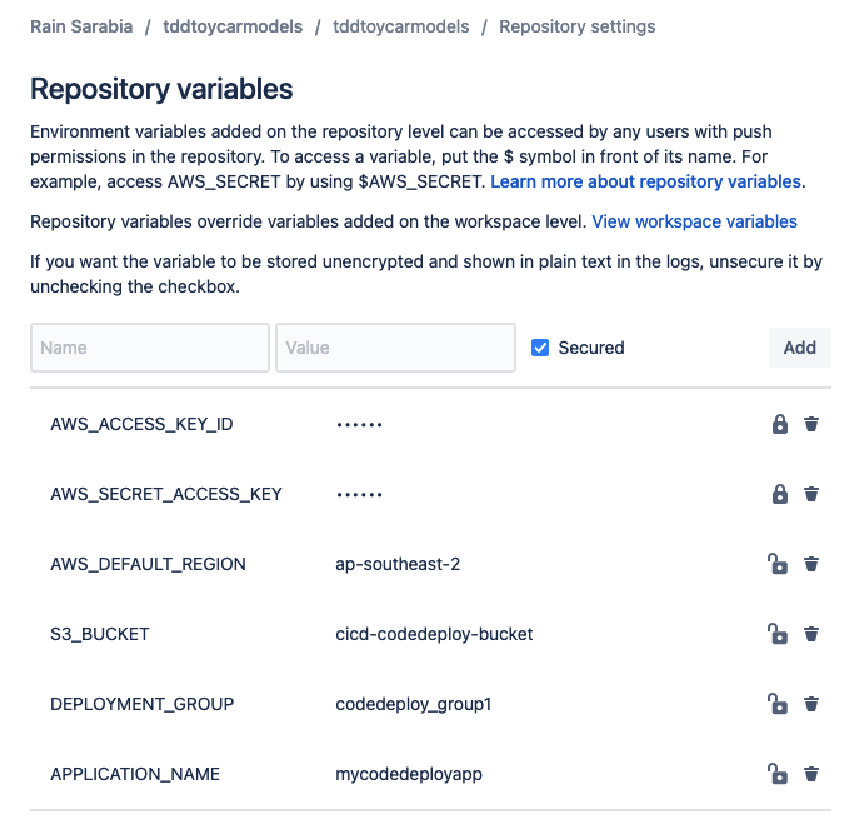 Rain Sarabia / tddtoycarmodels / tddtoycarmodels / Repository settings
Repository variables
Environment variables added on the repository level can be accessed by any users with push
permissions in the repository. To access a variable, put the $ symbol in front of its name. For
example, access AWS_SECRET by using $AWS_SECRET. Learn more about repository variables.
Repository variables override variables added on the workspace level. View workspace variables
If you want the variable to be stored unencrypted and shown in plain text in the logs, unsecure it by
unchecking the checkbox.
Name Value Secured Add
AWS_ACCESS_KEY_ID ······
AWS_SECRET_ACCESS_KEY ······
AWS_DEFAULT_REGION ap-southeast-2
S3_BUCKET cicd-codedeploy-bucket
DEPLOYMENT_GROUP codedeploy_group1
APPLICATION_NAME mycodedeployapp